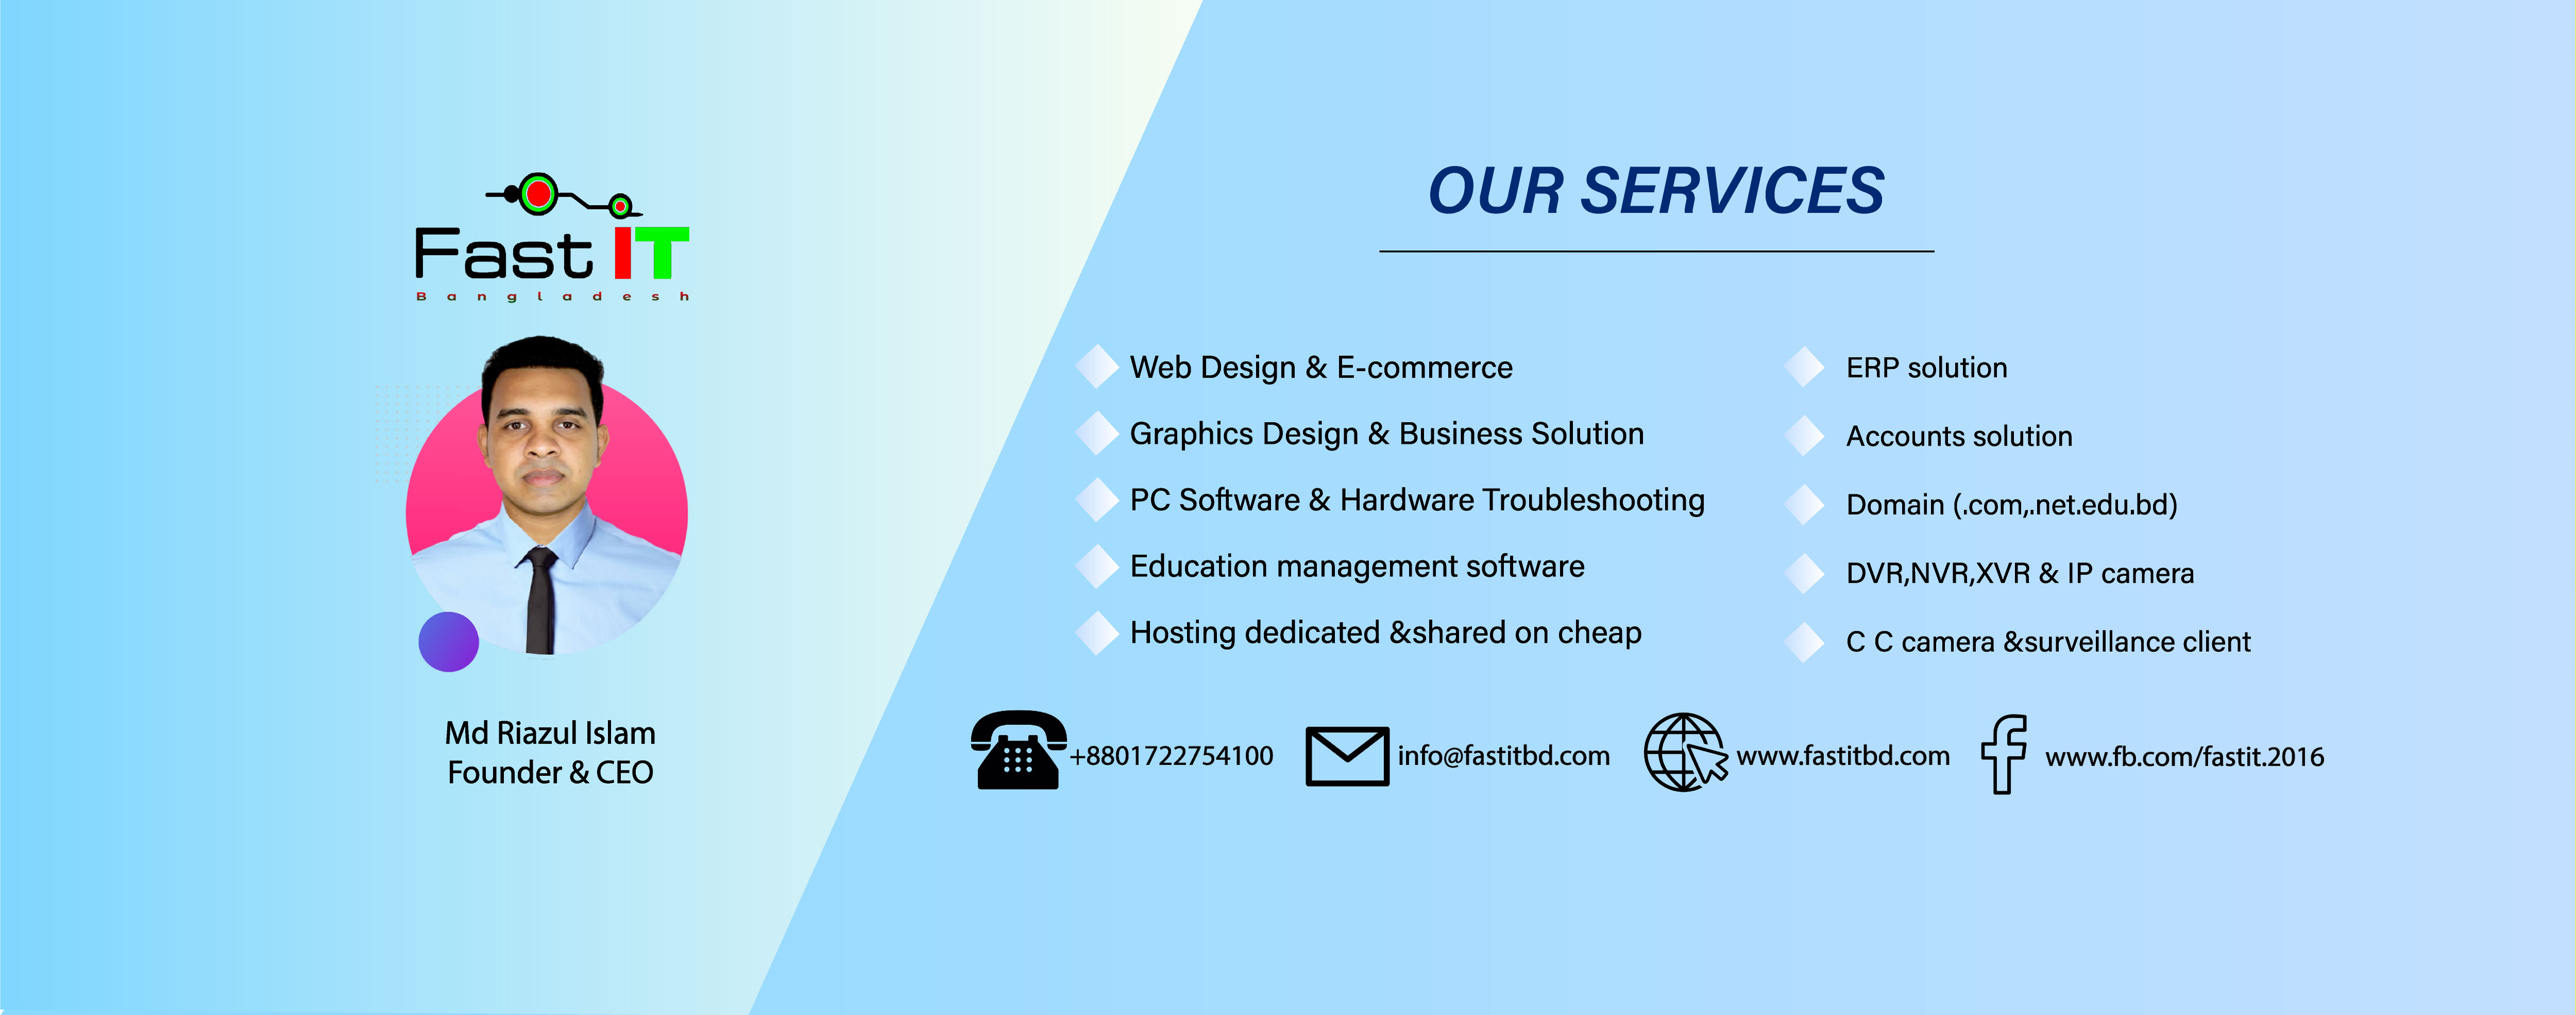 Fast IT
Bangladesh
Md Riazul Islam
Founder & CEO
OUR SERVICES
Web Design & E-commerce
Graphics Design & Business Solution
PC Software & Hardware Troubleshooting
Education management software
Hosting dedicated &shared on cheap
ERP solution
Accounts solution
Domain (.com,.net.edu.bd)
DVR,NVR,XVR & IP camera
C C camera &surveillance client
+8801722754100
info@fastitbd.com
www.fastitbd.com
www.fb.com/fastit.2016